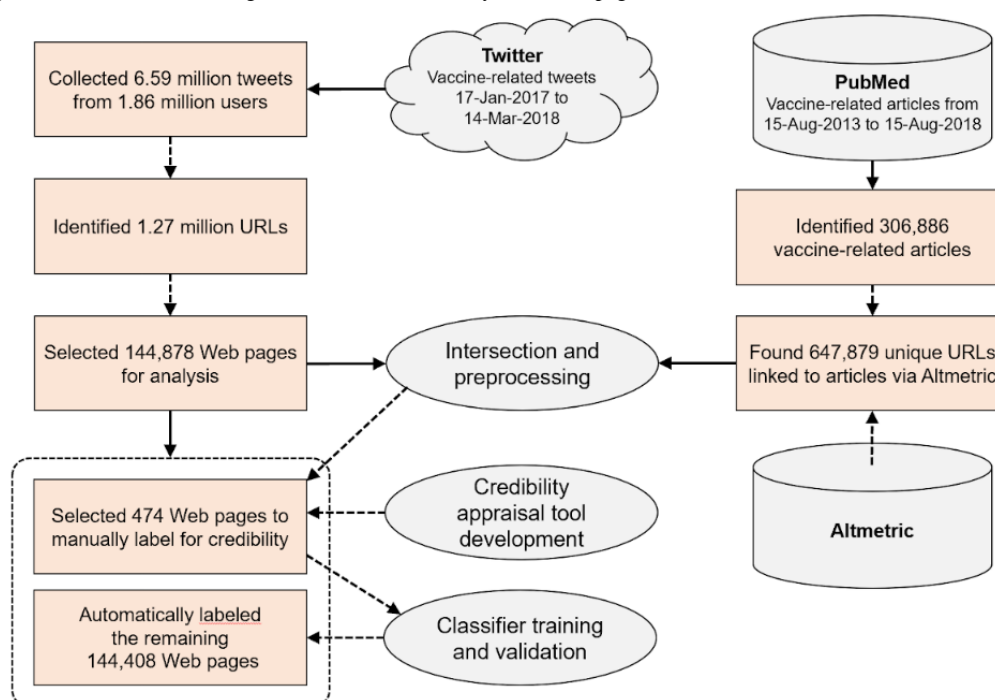 Collected 6.59 million tweets
from 1.86 million users
Twitter
Vaccine-related tweets
17-Jan-2017 to
14-Mar-2018
PubMed
Vaccine-related articles from
15-Aug-2013 to 15-Aug-2018
Identified 1.27 million URLs
Identified 306,886
vaccine-related articles
Selected 144,878 Web pages
for analysis
Intersection and
preprocessing
Found 647,879 unique URLs
linked to articles via Altmetric
Selected 474 Web pages to
manually label for credibility
Credibility
appraisal tool
development
Altmetric
Automatically labeled
the remaining
144,408 Web pages
Classifier training
and validation